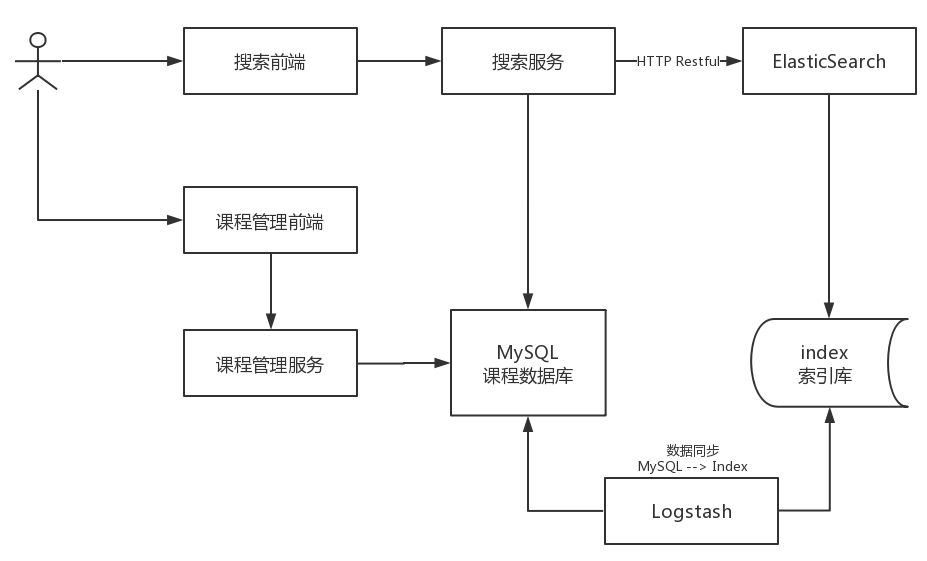 搜索前端
搜索服务
HTTP Restful
ElasticSearch
课程管理前端
课程管理服务
MySQL
课程数据库
index
索引库
数据同步
MySQL --> Index
Logstash